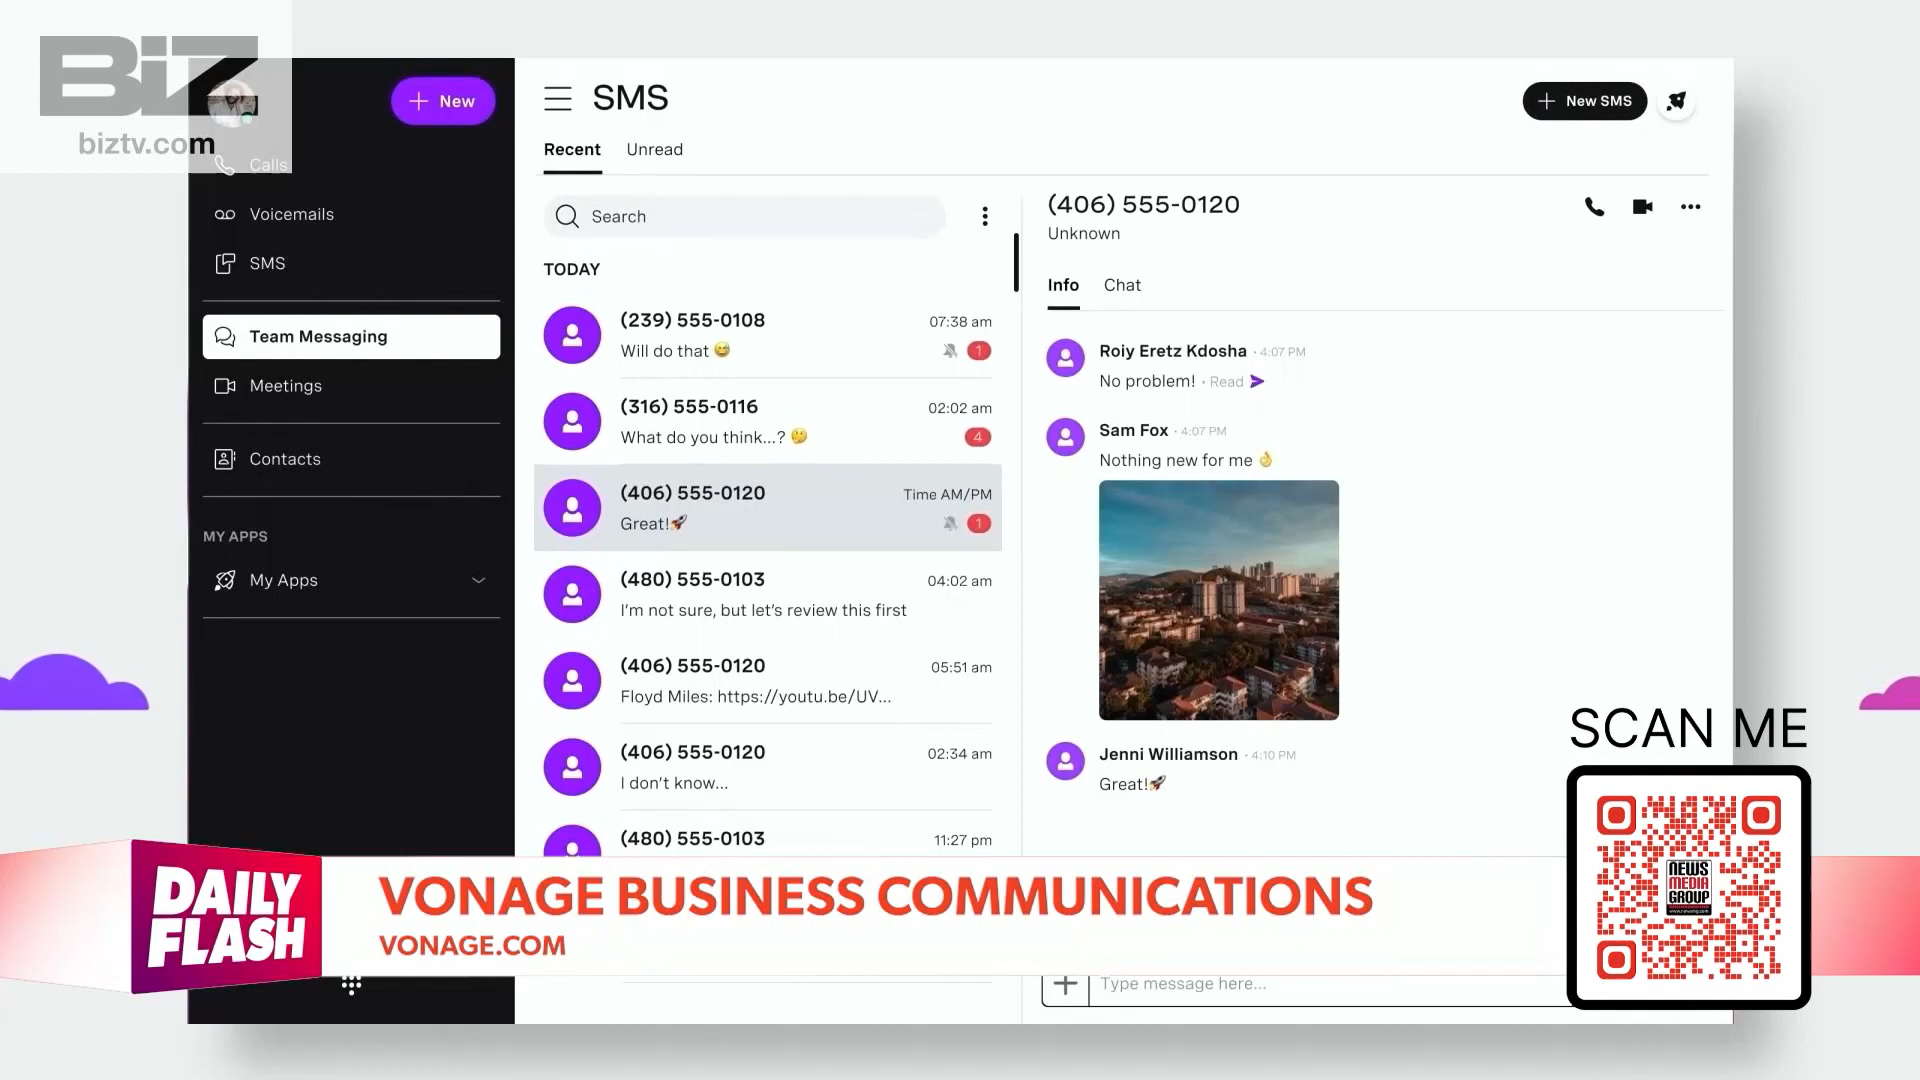 BiZ
biztv.com
New
Calls
Voicemails
SMS
Team Messaging
Meetings
Contacts
MY APPS
My Apps
SMS
New SMS
Recent
Unread
Search
TODAY
(239) 555-0108
07:38 am
Will do that 😅
1
(316) 555-0116
02:02 am
What do you think...? 🤔
4
(406) 555-0120
Time AM/PM
Great!🚀
1
(480) 555-0103
04:02 am
I'm not sure, but let's review this first
(406) 555-0120
05:51 am
Floyd Miles: https://youtu.be/UV...
(406) 555-0120
02:34 am
I don't know...
(480) 555-0103
11:27 pm
(406) 555-0120
Unknown
Info
Chat
Roiy Eretz Kdosha · 4:07 PM
No problem! · Read
Sam Fox · 4:07 PM
Nothing new for me 👌
Jenni Williamson · 4:10 PM
Great!🚀
Type message here...
SCAN ME
NEWS
MEDIA
GROUP
DAILY
FLASH
VONAGE BUSINESS COMMUNICATIONS
VONAGE.COM